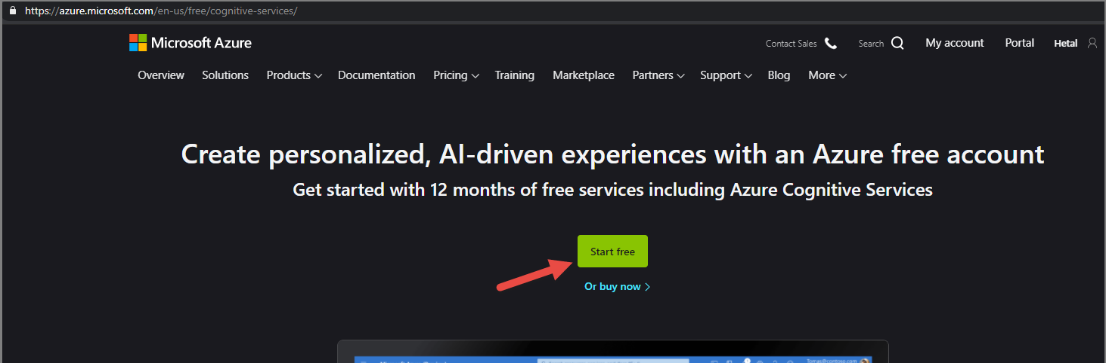 https://azure.microsoft.com/en-us/free/cognitive-services/
Microsoft Azure
Contact Sales Search My account Portal Hetal
Overview Solutions Products Documentation Pricing Training Marketplace Partners Support Blog More
Create personalized, AI-driven experiences with an Azure free account
Get started with 12 months of free services including Azure Cognitive Services
Start free
Or buy now